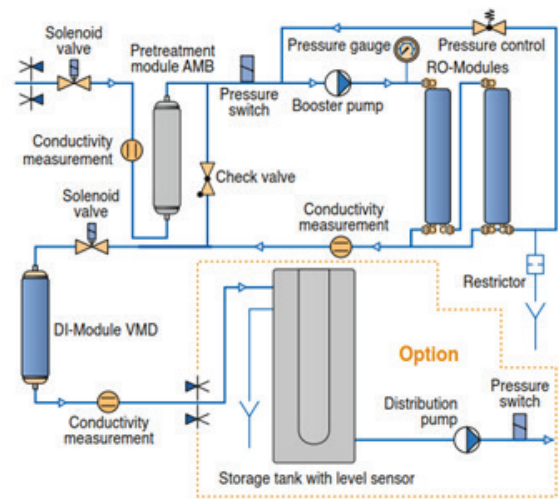 Solenoid
valve
Pretreatment
module AMB
Pressure gauge
Pressure control
RO-Modules
Pressure
switch
Booster pump
Conductivity
measurement
Check valve
Solenoid
valve
Conductivity
measurement
Restrictor
DI-Module VMD
Option
Conductivity
measurement
Distribution
pump
Pressure
switch
Storage tank with level sensor